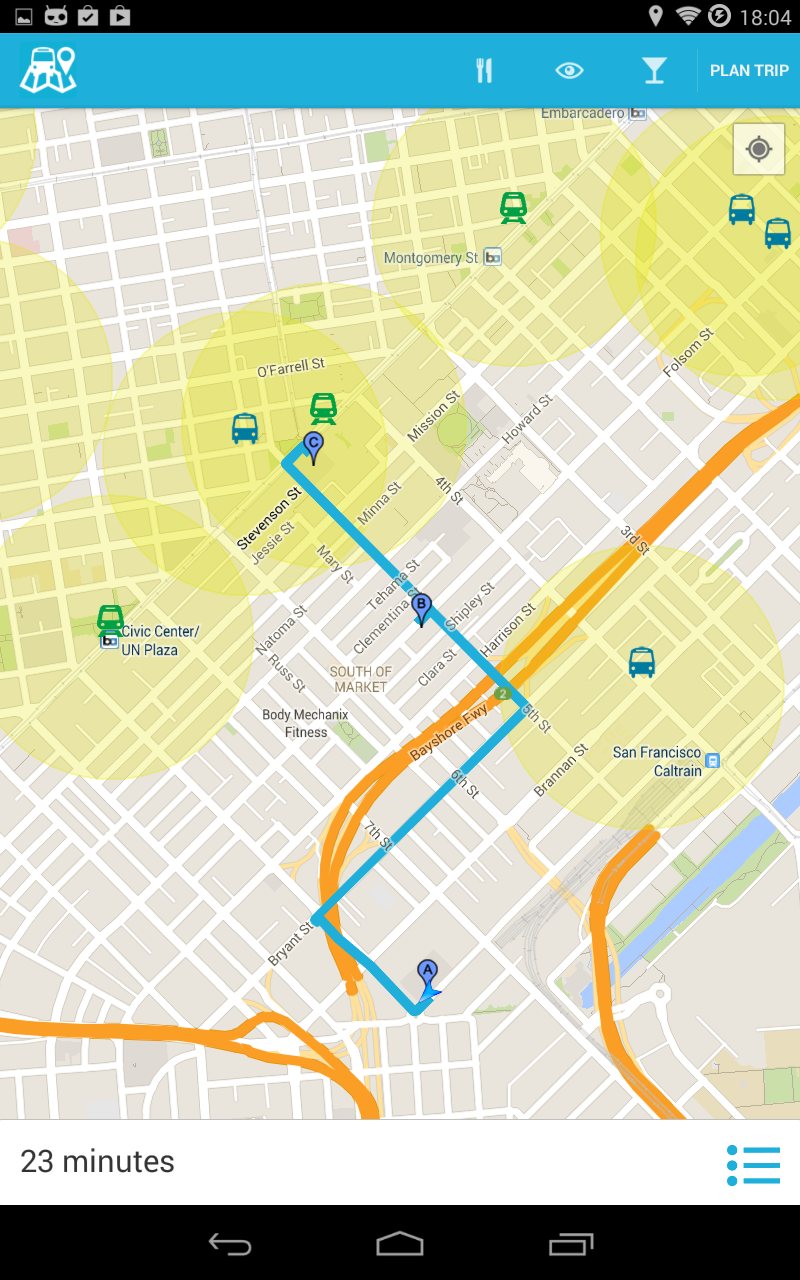 18:04
PLAN TRIP
Embarcadero
Montgomery St
Folsom St
O'Farrell St
Mission St
Howard St
C
4th St
Stevenson St
Minna St
3rd St
Jessie St
Mary St
Tehama St
B
Shipley St
Clementina
Civic Center/
UN Plaza
Natoma St
Harrison St
Clara St
Russ St
SOUTH OF
MARKET
2
Body Mechanix
Fitness
Bayshore Fwy
5th St
San Francisco
Caltrain
Brannan St
6th St
7th St
Bryant St
A
23 minutes